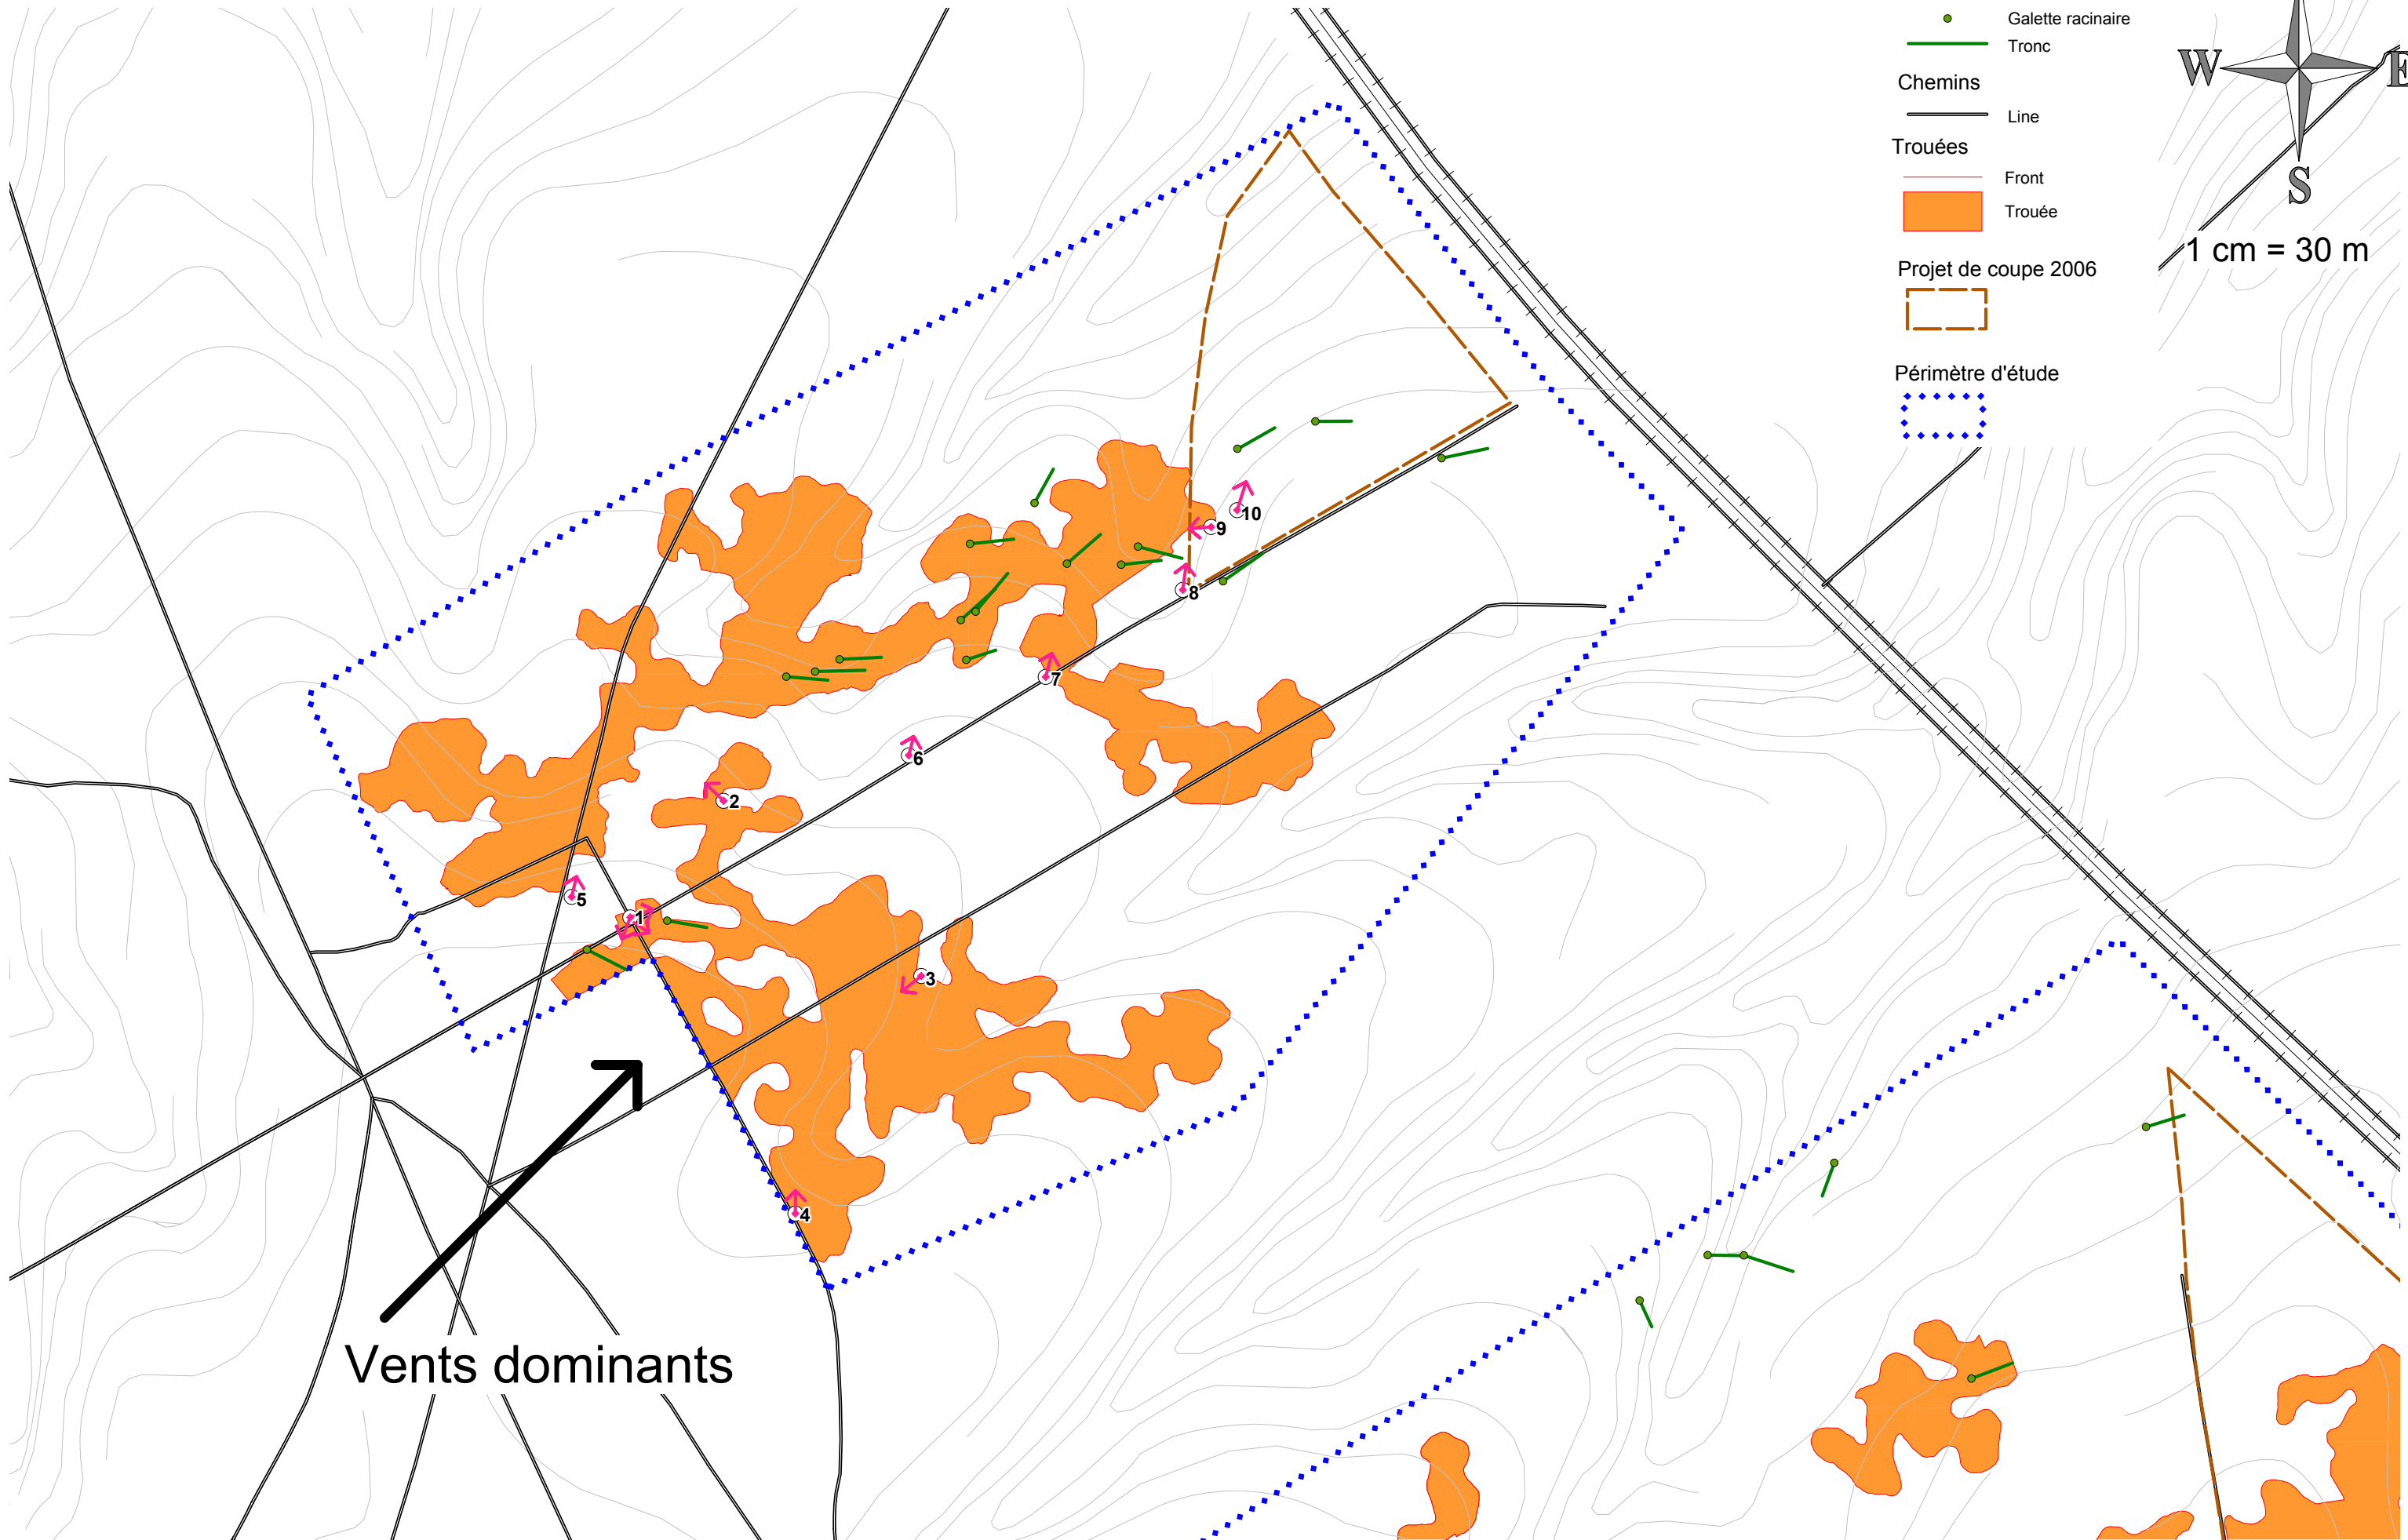 Galette racinaire
Tronc
Chemins
Line
Trouées
Front
Trouée
Projet de coupe 2006
Périmètre d'étude
W
E
S
1 cm = 30 m
10
9
8
7
6
2
5
1
3
4
Vents dominants